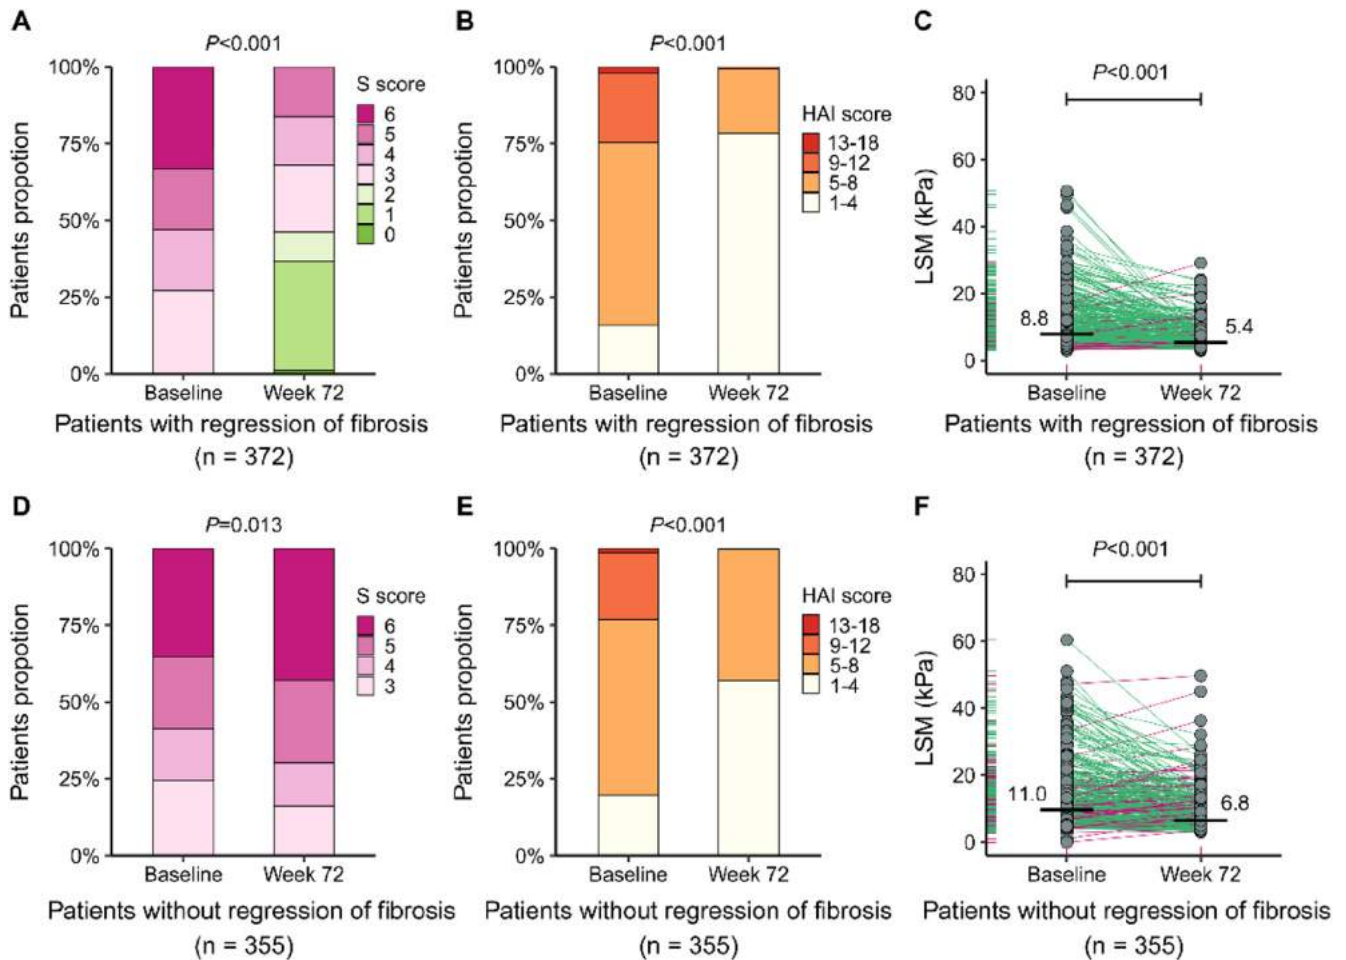 A
P<0.001
100%
75%
50%
25%
0%
Patients propotion
S score
6
5
4
3
2
1
0
Baseline Week 72
Patients with regression of fibrosis
(n = 372)
B
P<0.001
100%
75%
50%
25%
0%
Patients propotion
HAI score
13-18
9-12
5-8
1-4
Baseline Week 72
Patients with regression of fibrosis
(n = 372)
C
P<0.001
80
60
40
20
0
LSM (kPa)
8.8
5.4
Baseline Week 72
Patients with regression of fibrosis
(n = 372)
D
P=0.013
100%
75%
50%
25%
0%
Patients propotion
S score
6
5
4
3
Baseline Week 72
Patients without regression of fibrosis
(n = 355)
E
P<0.001
100%
75%
50%
25%
0%
Patients propotion
HAI score
13-18
9-12
5-8
1-4
Baseline Week 72
Patients without regression of fibrosis
(n = 355)
F
P<0.001
80
60
40
20
0
LSM (kPa)
11.0
6.8
Baseline Week 72
Patients without regression of fibrosis
(n = 355)